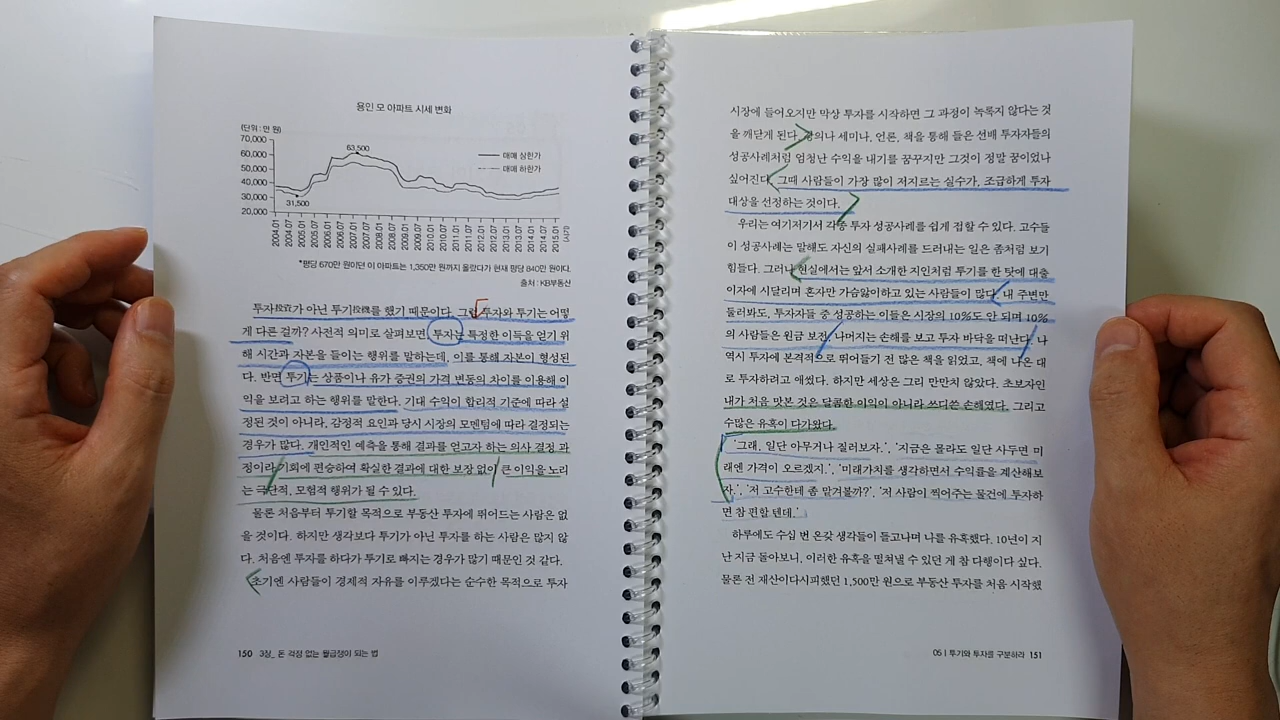 용인 모 아파트 시세 변화
(단위 : 만 원)
70,000
60,000
50,000
40,000
30,000
20,000
63,500
31,500
매매 상한가
매매 하한가
2004.01
2004.07
2005.01
2005.07
2006.01
2006.07
2007.01
2007.07
2008.01
2008.07
2009.01
2009.07
2010.01
2010.07
2011.01
2011.07
2012.01
2012.07
2013.01
2013.07
2014.01
2014.07
2015.01
(시기)
*평당 670만 원이던 이 아파트는 1,350만 원까지 올랐다가 현재 평당 840만 원이다.
출처 : KB부동산
투자投資가 아닌 투기投機를 했기 때문이다. 그럼 투자와 투기는 어떻
게 다른 걸까? 사전적 의미로 살펴보면 투자는 특정한 이득을 얻기 위
해 시간과 자본을 들이는 행위를 말하는데, 이를 통해 자본이 형성된
다. 반면 투기는 상품이나 유가 증권의 가격 변동의 차이를 이용해 이
익을 보려고 하는 행위를 말한다. 기대 수익이 합리적 기준에 따라 설
정된 것이 아니라, 감정적 요인과 당시 시장의 모멘텀에 따라 결정되는
경우가 많다. 개인적인 예측을 통해 결과를 얻고자 하는 의사 결정 과
정이라 기회에 편승하여 확실한 결과에 대한 보장 없이 큰 이익을 노리
는 극단적, 모험적 행위가 될 수 있다.
물론 처음부터 투기할 목적으로 부동산 투자에 뛰어드는 사람은 없
을 것이다. 하지만 생각보다 투기가 아닌 투자를 하는 사람은 많지 않
다. 처음엔 투자를 하다가 투기로 빠지는 경우가 많기 때문인 것 같다.
초기엔 사람들이 경제적 자유를 이루겠다는 순수한 목적으로 투자
150 3장_ 돈 걱정 없는 월급쟁이 되는 법
시장에 들어오지만 막상 투자를 시작하면 그 과정이 녹록지 않다는 것
을 깨닫게 된다. 강의나 세미나, 언론, 책을 통해 들은 선배 투자자들의
성공사례처럼 엄청난 수익을 내기를 꿈꾸지만 그것이 정말 꿈이었나
싶어진다. 그때 사람들이 가장 많이 저지르는 실수가, 조급하게 투자
대상을 선정하는 것이다.
우리는 여기저기서 각종 투자 성공사례를 쉽게 접할 수 있다. 고수들
이 성공사례는 말해도 자신의 실패사례를 드러내는 일은 좀처럼 보기
힘들다. 그러나 현실에서는 앞서 소개한 지인처럼 투기를 한 탓에 대출
이자에 시달리며 혼자만 가슴앓이하고 있는 사람들이 많다. 내 주변만
둘러봐도, 투자자들 중 성공하는 이들은 시장의 10%도 안 되며 10%
의 사람들은 원금 보전, 나머지는 손해를 보고 투자 바닥을 떠난다. 나
역시 투자에 본격적으로 뛰어들기 전 많은 책을 읽었고, 책에 나온 대
로 투자하려고 애썼다. 하지만 세상은 그리 만만치 않았다. 초보자인
내가 처음 맛본 것은 달콤한 이익이 아니라 쓰디쓴 손해였다. 그리고
수많은 유혹이 다가왔다.
'그래, 일단 아무거나 질러보자.', '지금은 몰라도 일단 사두면 미
래엔 가격이 오르겠지.', '미래가치를 생각하면서 수익률을 계산해보
자.', '저 고수한테 좀 맡겨볼까?', '저 사람이 찍어주는 물건에 투자하
면 참 편할 텐데.'
하루에도 수십 번 온갖 생각들이 들고나며 나를 유혹했다. 10년이 지
난 지금 돌아보니, 이러한 유혹을 떨쳐낼 수 있던 게 참 다행이다 싶다.
물론 전 재산이다시피했던 1,500만 원으로 부동산 투자를 처음 시작했
05 | 투기와 투자를 구분하라 151